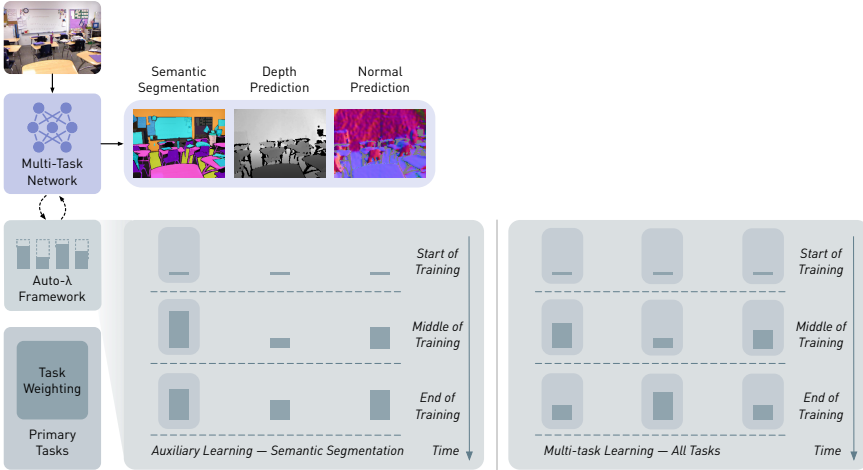 Semantic
Segmentation
Depth
Prediction
Normal
Prediction
Multi-Task
Network
Auto-λ
Framework
Task
Weighting
Primary
Tasks
Start of
Training
Middle of
Training
End of
Training
Auxiliary Learning — Semantic Segmentation
Time
Start of
Training
Middle of
Training
End of
Training
Multi-task Learning — All Tasks
Time